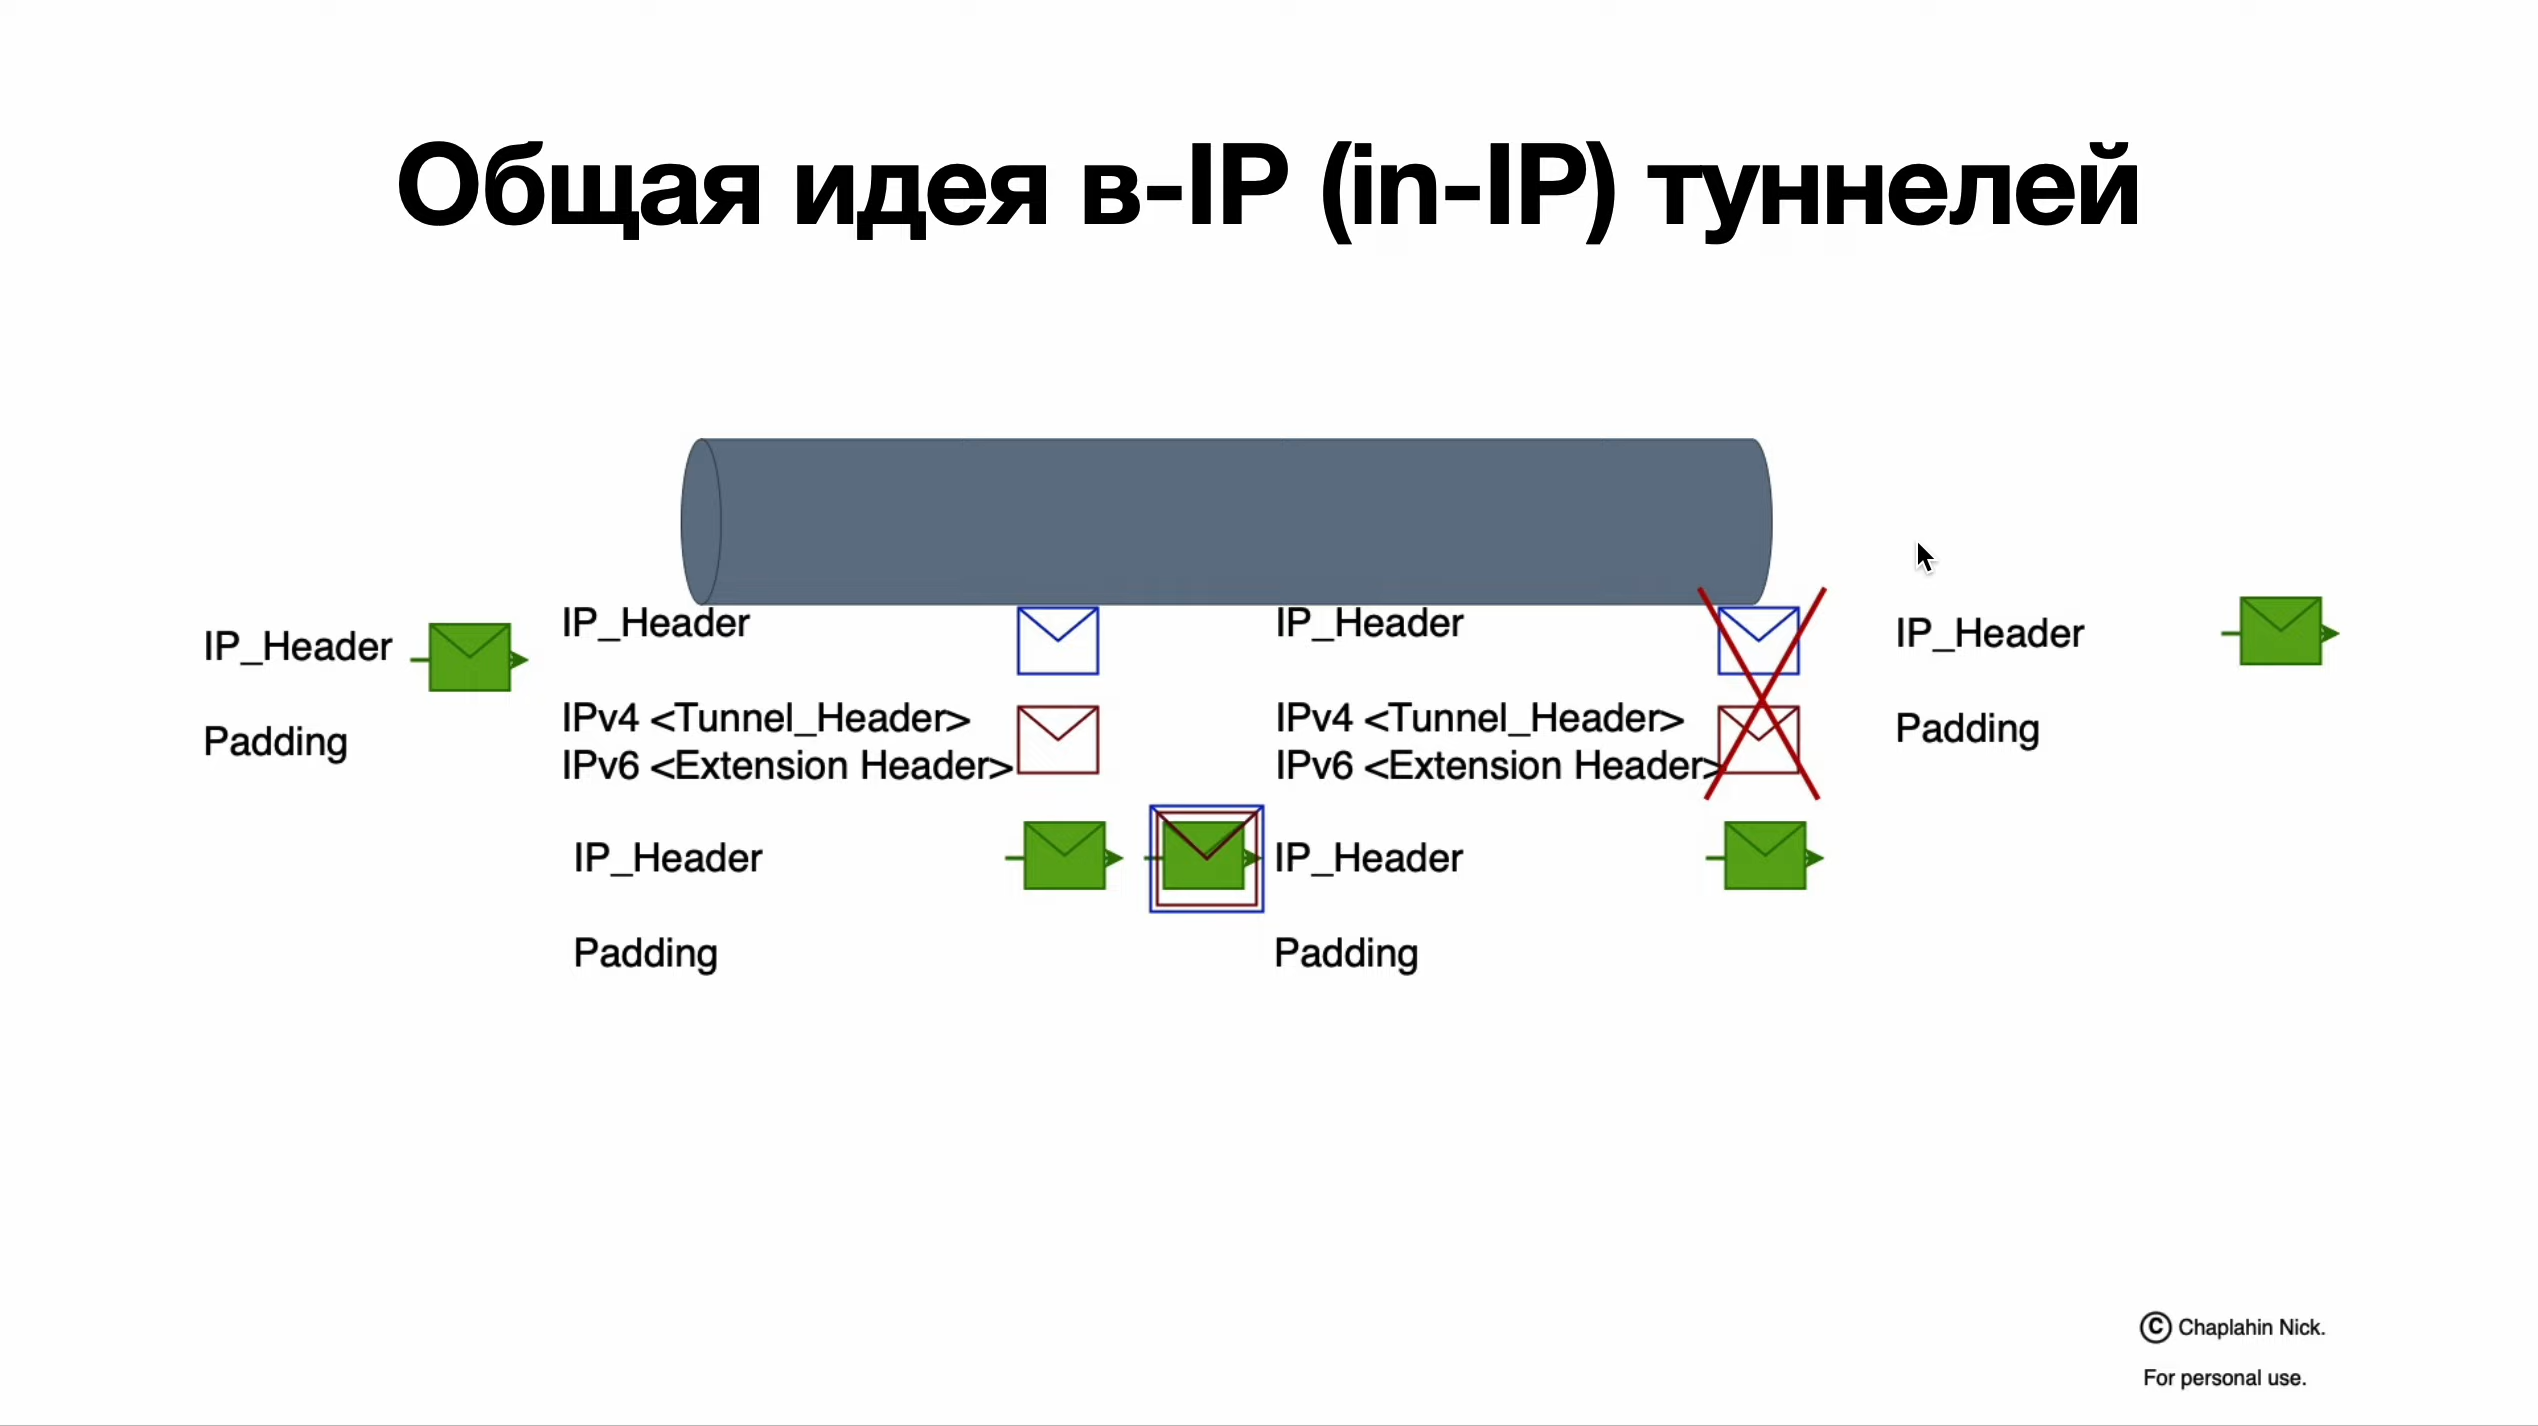 Общая идея в-IP (in-IP) туннелей
IP_Header
Padding
IP_Header
IPv4 <Tunnel_Header>
IPv6 <Extension Header>
IP_Header
Padding
IP_Header
IPv4 <Tunnel_Header>
IPv6 <Extension Header>
IP_Header
Padding
IP_Header
Padding
© Chaplahin Nick.
For personal use.